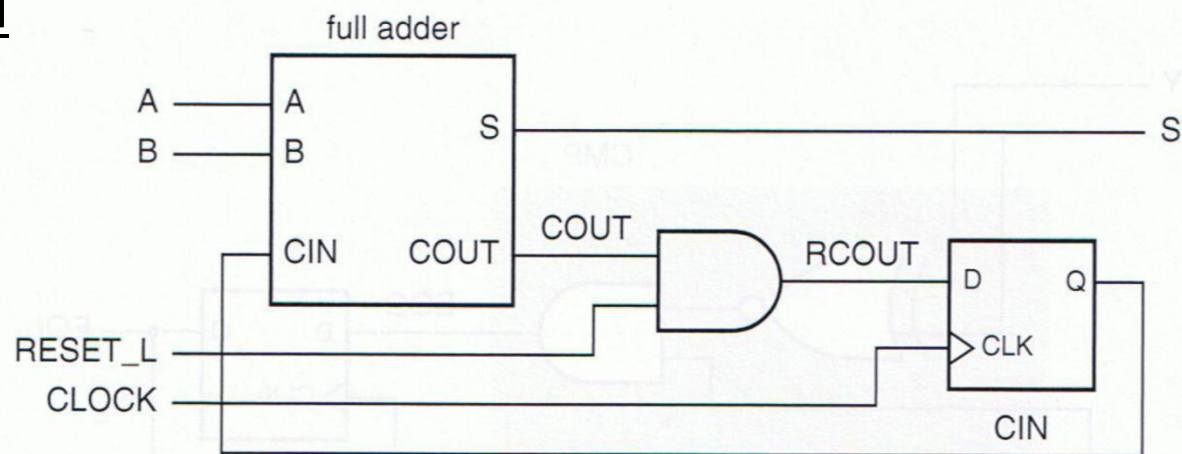 full adder
A
A
B
B
S
S
CIN
COUT
COUT
RCOUT
D
Q
CLK
RESET_L
CLOCK
CIN